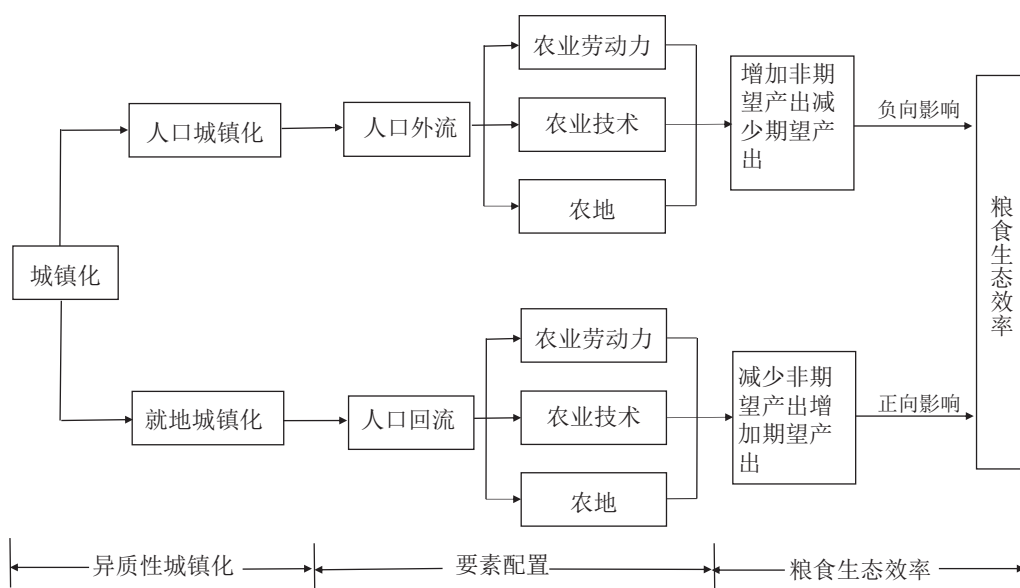 城镇化
人口城镇化
人口外流
农业劳动力
农业技术
农地
增加非期
望产出减
少期望产
出
负向影响
就地城镇化
人口回流
农业劳动力
农业技术
农地
减少非期
望产出增
加期望产
出
正向影响
粮食生态效率
异质性城镇化
要素配置
粮食生态效率